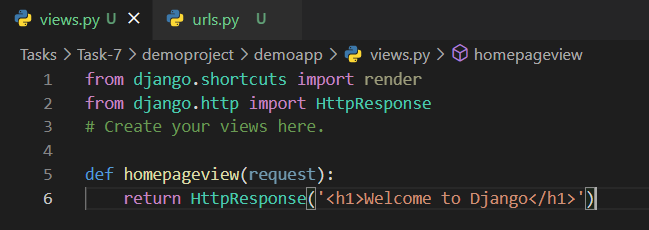 views.py U × urls.py U
Tasks > Task-7 > demoproject > demoapp > views.py > homepageview
1 from django.shortcuts import render
2 from django.http import HttpResponse
3 # Create your views here.
4
5 def homepageview(request):
6     return HttpResponse('<h1>Welcome to Django</h1>')